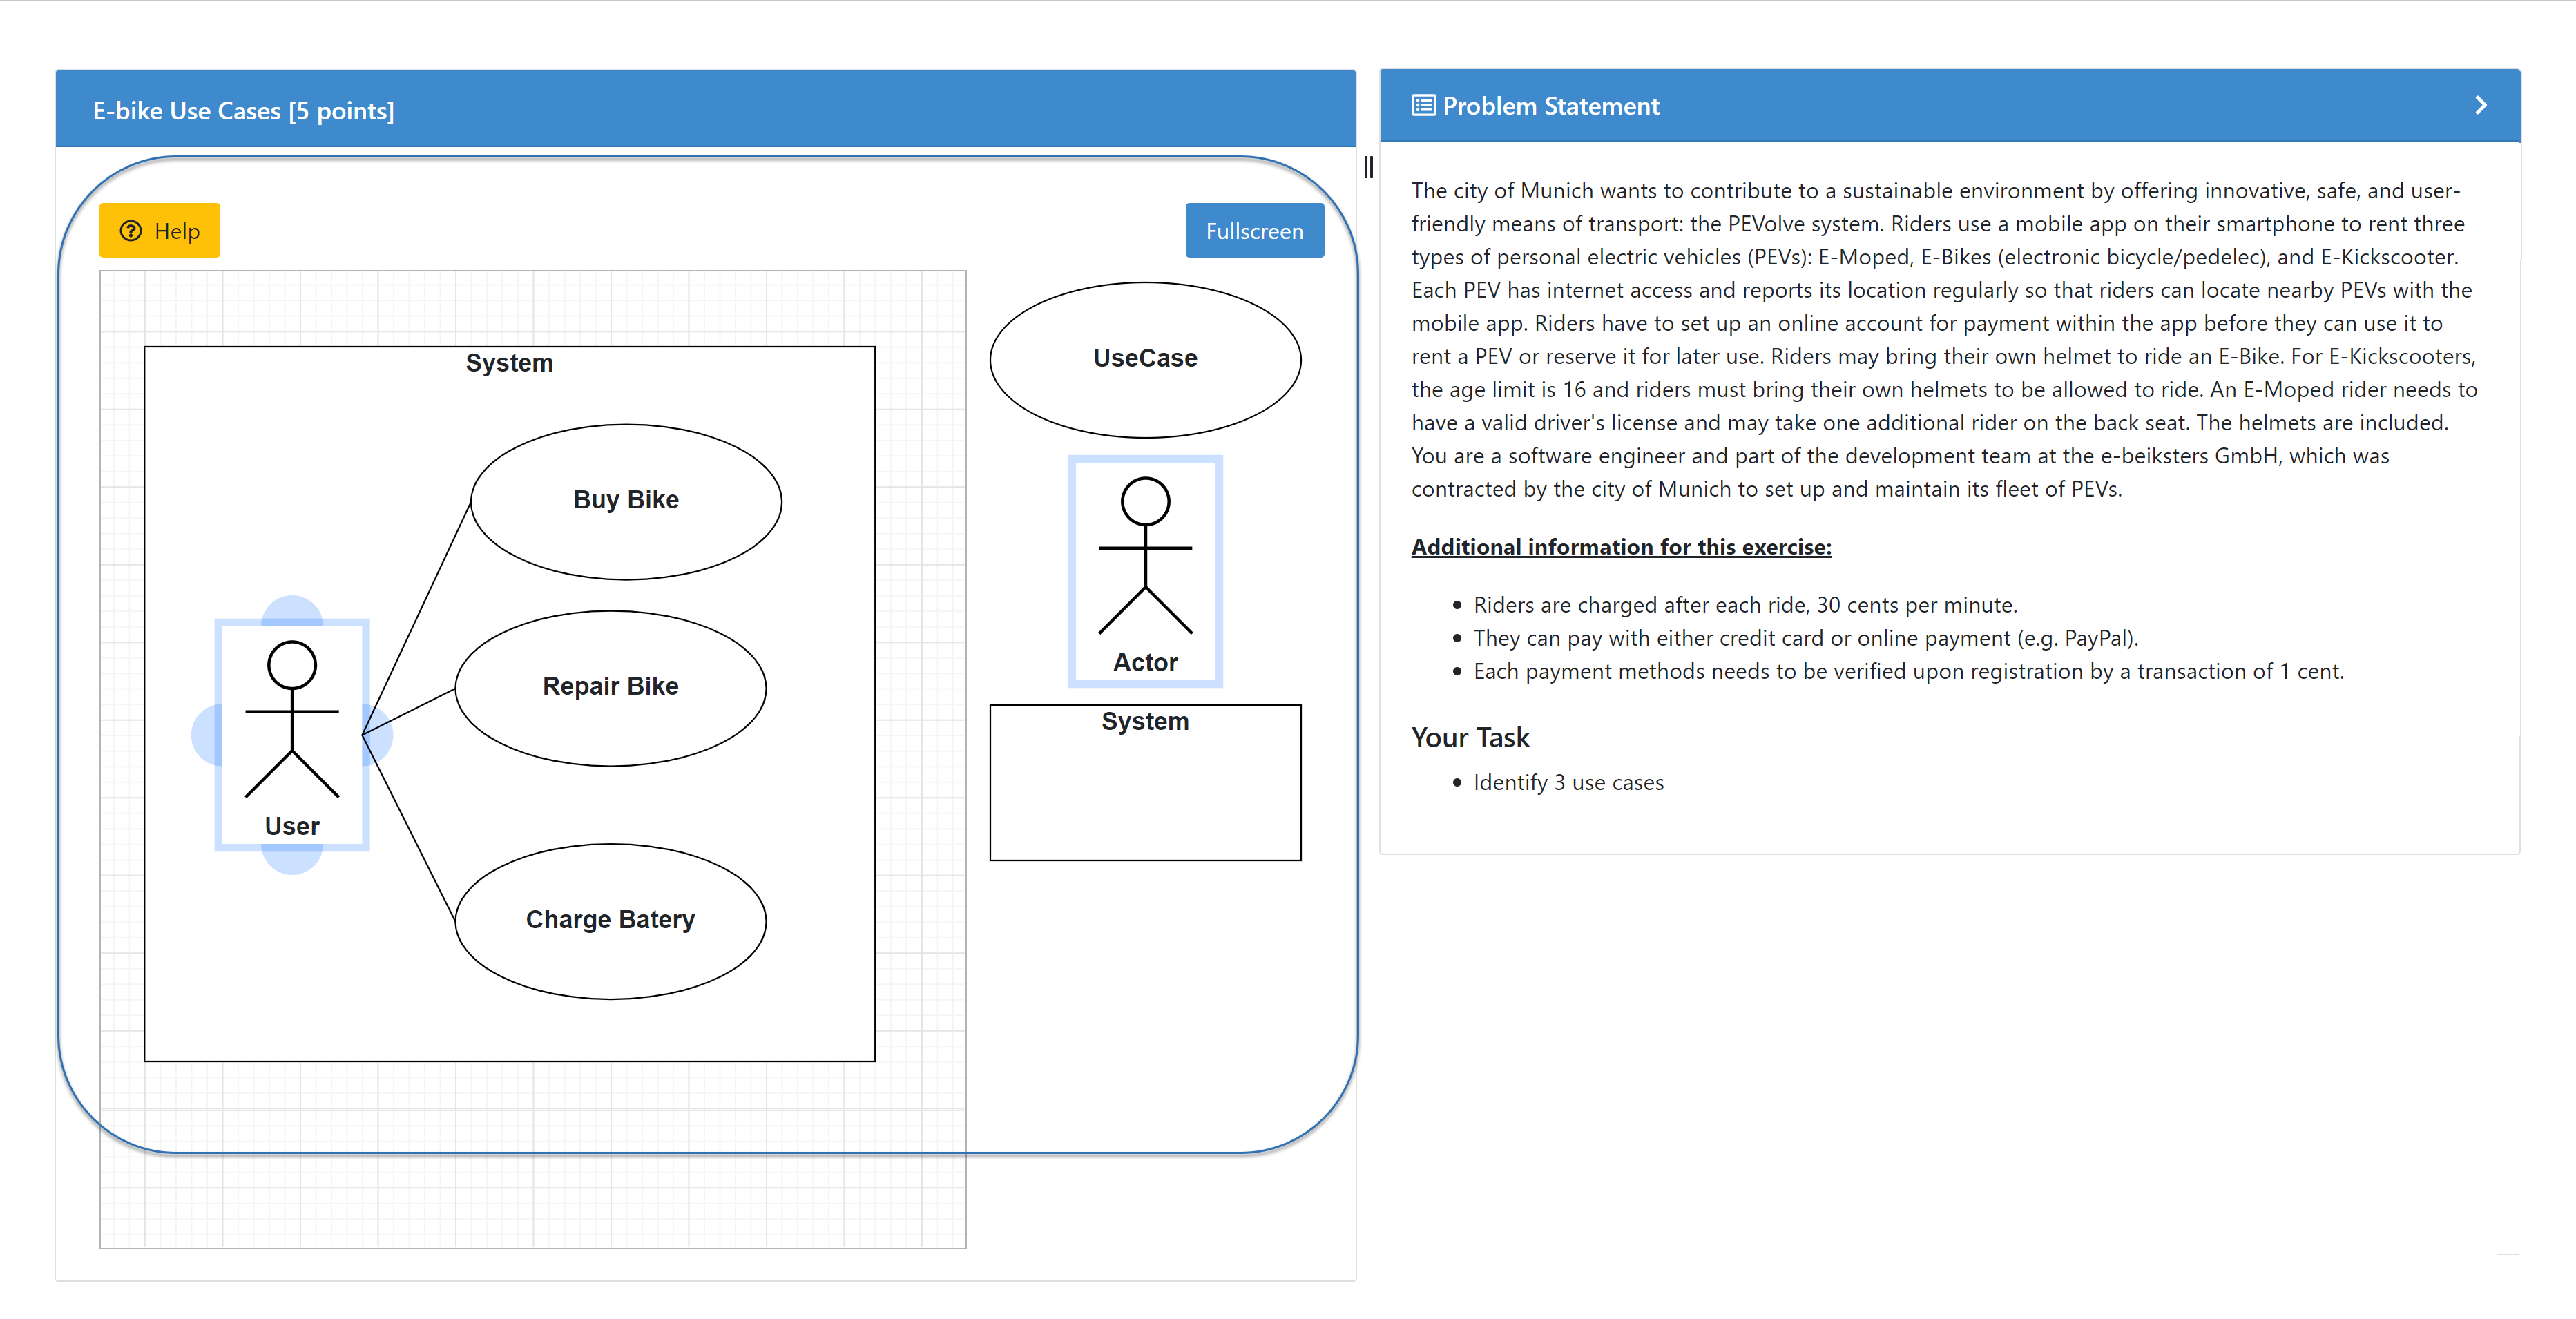 E-bike Use Cases [5 points]
Help
Fullscreen
System
Buy Bike
Repair Bike
Charge Batery
User
UseCase
Actor
System
Problem Statement
The city of Munich wants to contribute to a sustainable environment by offering innovative, safe, and user-
friendly means of transport: the PEVolve system. Riders use a mobile app on their smartphone to rent three
types of personal electric vehicles (PEVs): E-Moped, E-Bikes (electronic bicycle/pedelec), and E-Kickscooter.
Each PEV has internet access and reports its location regularly so that riders can locate nearby PEVs with the
mobile app. Riders have to set up an online account for payment within the app before they can use it to
rent a PEV or reserve it for later use. Riders may bring their own helmet to ride an E-Bike. For E-Kickscooters,
the age limit is 16 and riders must bring their own helmets to be allowed to ride. An E-Moped rider needs to
have a valid driver's license and may take one additional rider on the back seat. The helmets are included.
You are a software engineer and part of the development team at the e-beiksters GmbH, which was
contracted by the city of Munich to set up and maintain its fleet of PEVs.
Additional information for this exercise:
• Riders are charged after each ride, 30 cents per minute.
• They can pay with either credit card or online payment (e.g. PayPal).
• Each payment methods needs to be verified upon registration by a transaction of 1 cent.
Your Task
• Identify 3 use cases